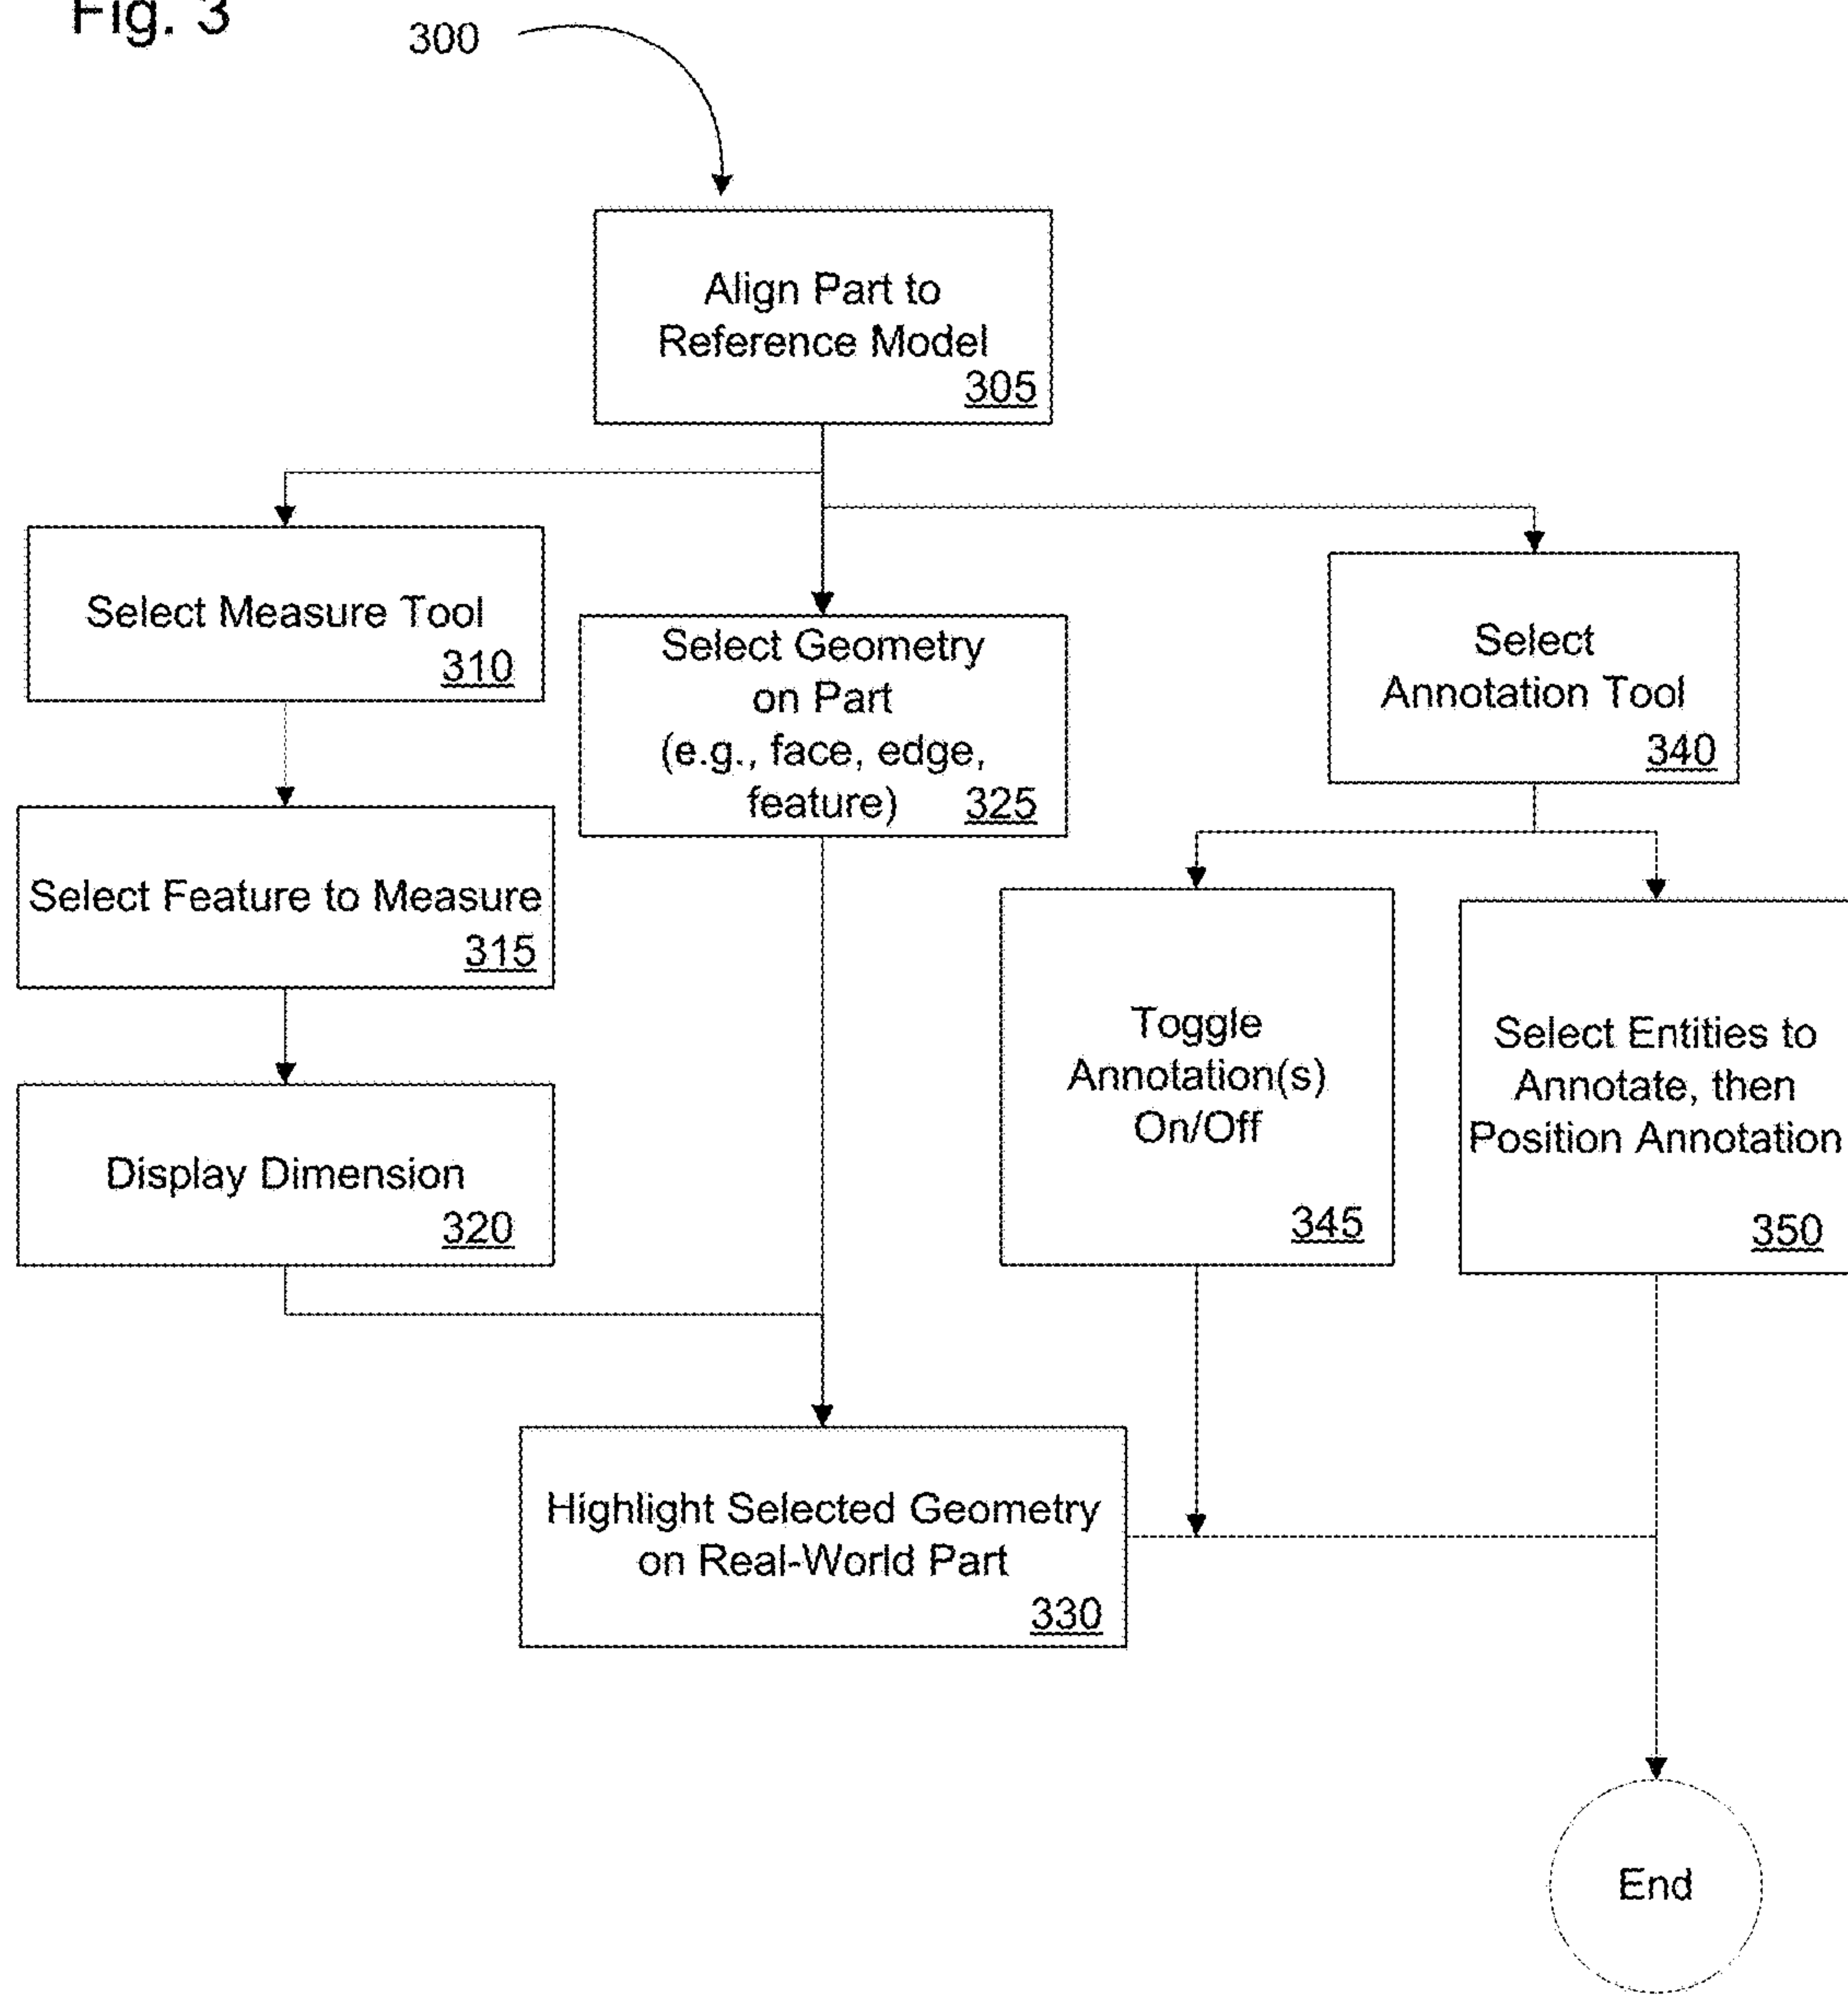 Fig. 3
300
Align Part to
Reference Model
305
Select Measure Tool
310
Select Geometry
on Part
(e.g., face, edge,
feature)
325
Select
Annotation Tool
340
Select Feature to Measure
315
Toggle
Annotation(s)
On/Off
345
Select Entities to
Annotate, then
Position Annotation
350
Display Dimension
320
Highlight Selected Geometry
on Real-World Part
330
End